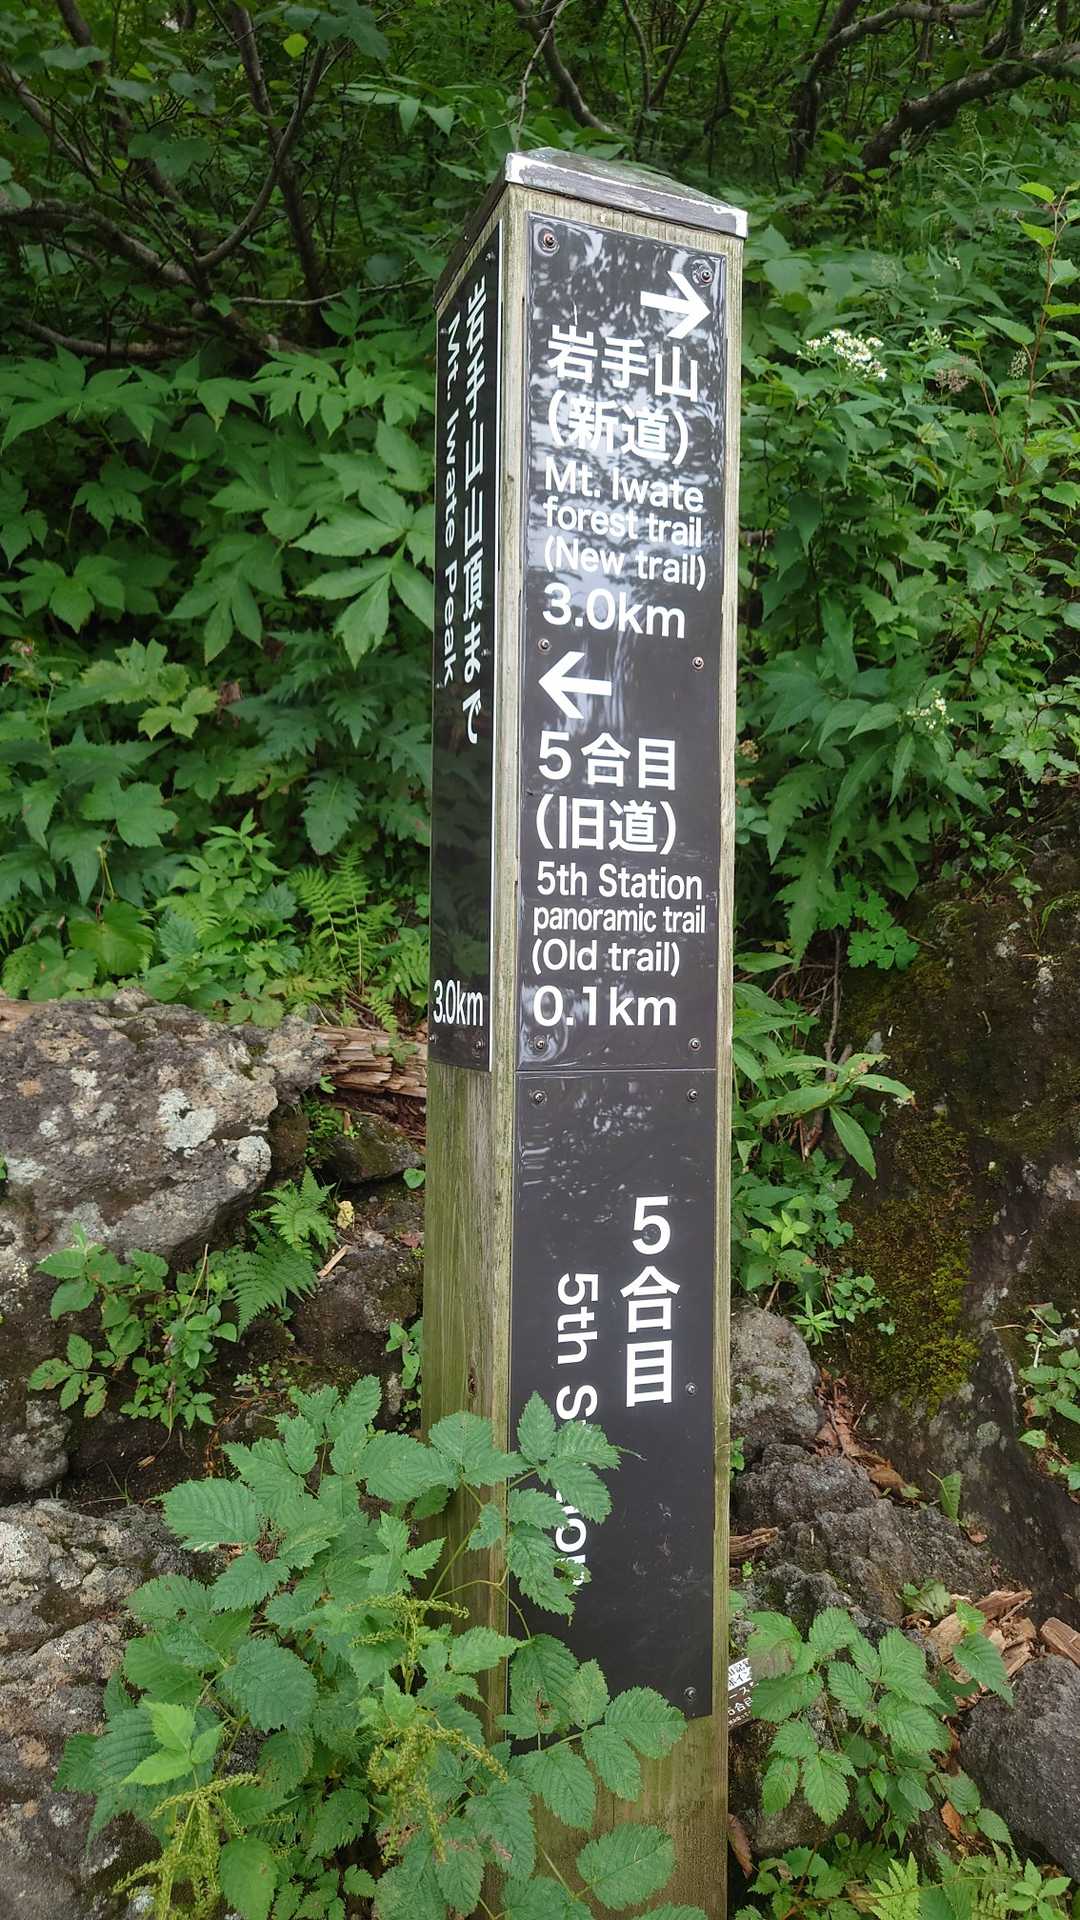 →
岩手山
(新道)
Mt. Iwate
forest trail
(New trail)
3.0km
←
5合目
(旧道)
5th Station
panoramic trail
(Old trail)
0.1km
5合目
5th
岩手山頂まで
Mt. Iwate Peak
3.0km